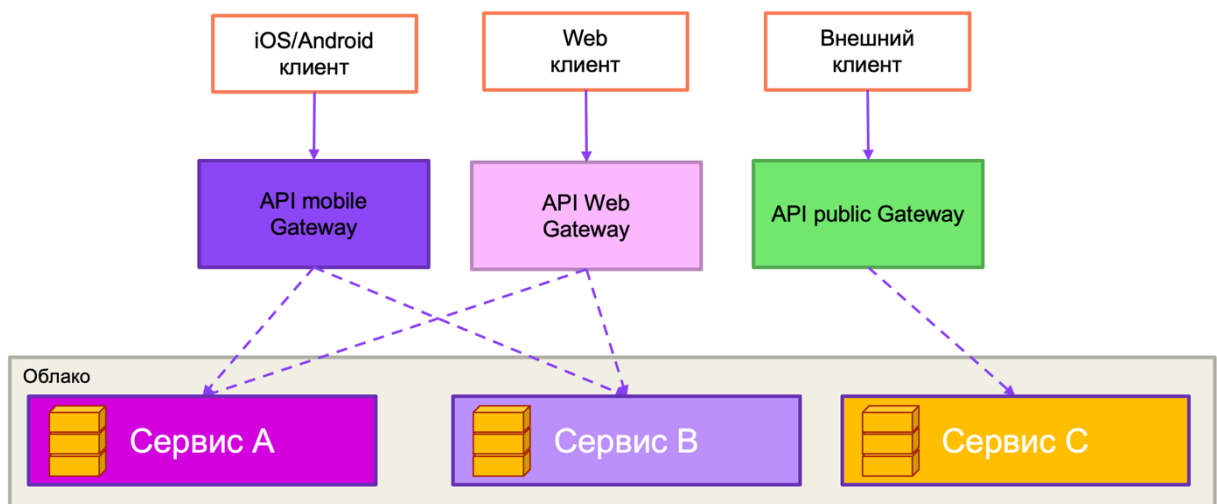 iOS/Android
клиент
Web
клиент
Внешний
клиент
API mobile
Gateway
API Web
Gateway
API public Gateway
Облако
Сервис A
Сервис B
Сервис C